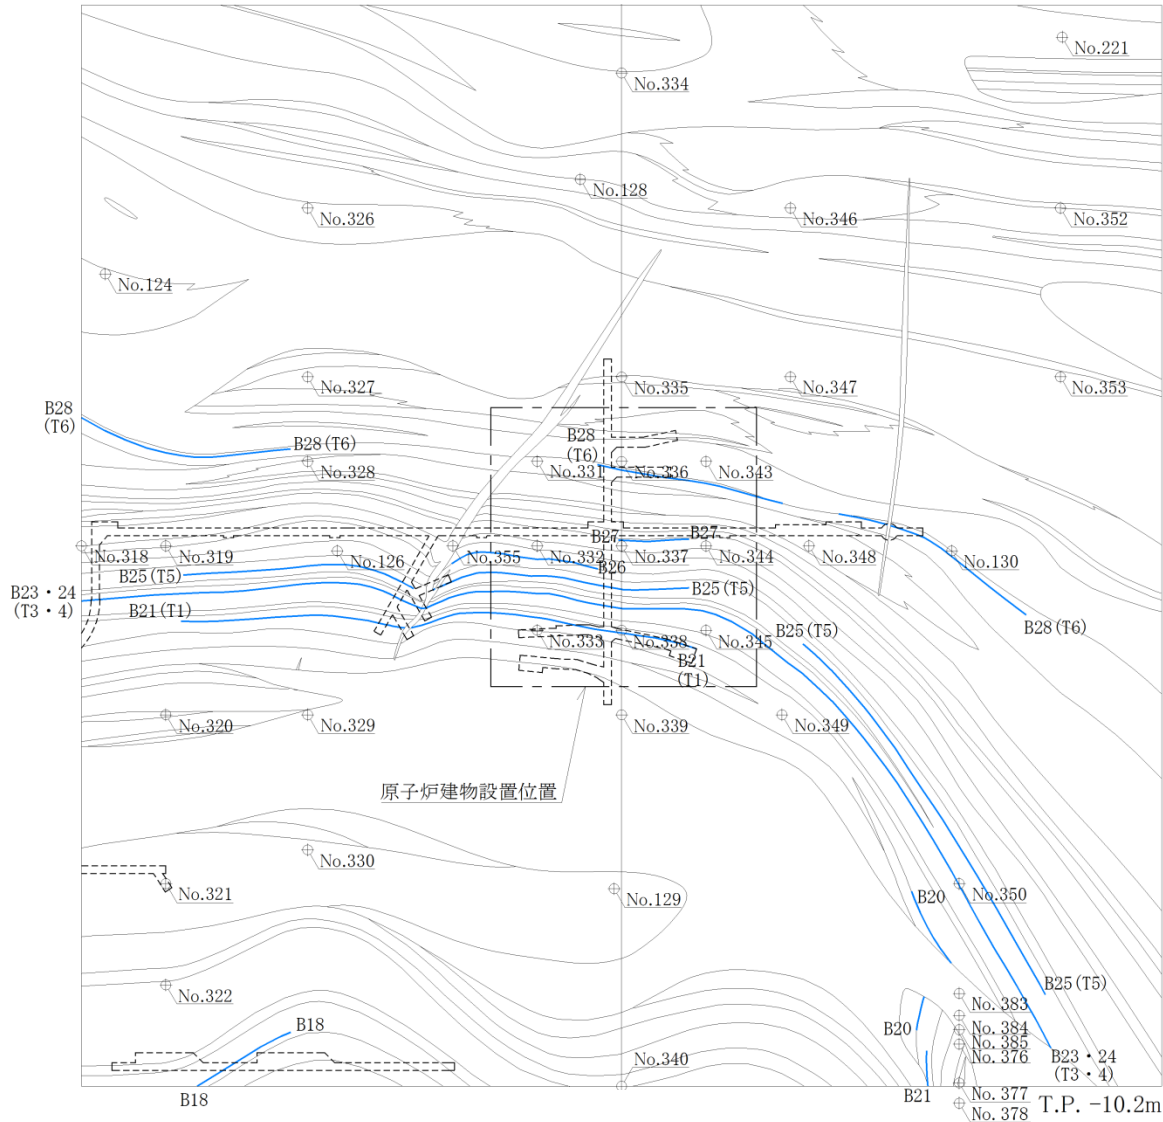 No.221
No.334
No.128
No.326
No.346
No.352
No.124
No.327
No.335
No.347
No.353
B28
(T6)
B28(T6)
B28
(T6)
No.328
No.331
No.336
No.343
B27
B27
No.318
No.319
No.126
No.355
No.332
No.337
No.344
No.348
No.130
B26
B25(T5)
B25(T5)
B23・24
(T3・4)
B21(T1)
B28(T6)
No.333
No.338
No.345
B25(T5)
B21
(T1)
No.320
No.329
No.339
No.349
原子炉建物設置位置
No.330
No.321
No.129
B20
No.350
No.322
B25(T5)
No.383
B18
B20
No.384
No.385
No.376
B23・24
(T3・4)
No.340
B18
B21
No.377
No.378
T.P. -10.2m